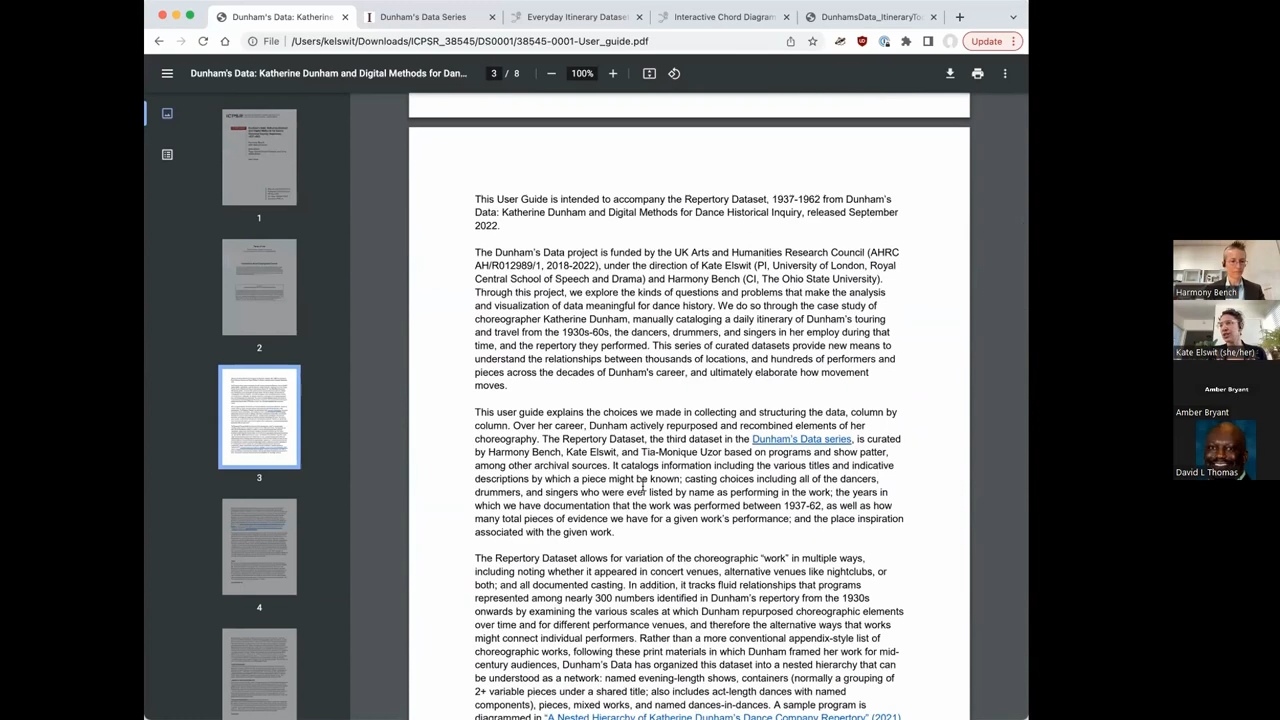 Dunham's Data: Katherine
Dunham's Data Series
Everyday Itinerary Dataset
Interactive Chord Diagram
DunhamsData_ItineraryToo
File /Users/kelswit/Downloads/ICPSR_38545/DS0001/38545-0001-User_guide.pdf
Update
Dunham's Data: Katherine Dunham and Digital Methods for Dan...
3 / 8
100%
ICPSR
1
2
3
4
This User Guide is intended to accompany the Repertory Dataset, 1937-1962 from Dunham's
Data: Katherine Dunham and Digital Methods for Dance Historical Inquiry, released September
2022.
The Dunham's Data project is funded by the UK Arts and Humanities Research Council (AHRC
AH/R012989/1, 2018-2022), under the direction of Kate Elswit (PI, University of London, Royal
Central School of Speech and Drama) and Harmony Bench (CI, The Ohio State University).
Through this project, we explore the kinds of questions and problems that make the analysis
and visualization of data meaningful for dance history. We do so through the case study of
choreographer Katherine Dunham, manually cataloging a daily itinerary of Dunham's touring
and travel from the 1930s-60s, the dancers, drummers, and singers in her employ during that
time, and the repertory they performed. This series of curated datasets provide new means to
understand the relationships between thousands of locations, and hundreds of performers and
pieces across the decades of Dunham's career, and ultimately elaborate how movement
moves.
This user guide explains the choices we made in collecting and structuring the data, column by
column. Over her career, Dunham actively repurposed and recombined elements of her
choreography. The Repertory Dataset, the third dataset in the Dunham's Data series, is curated
by Harmony Bench, Kate Elswit, and Tia-Monique Uzor based on programs and show patter,
among other archival sources. It catalogs information including the various titles and indicative
descriptions by which a piece might be known; casting choices including all of the dancers,
drummers, and singers who were ever listed by name as performing in the work; the years in
which we have documentation that the work was performed between 1937-62, as well as how
many total pieces of evidence we have for a given work's performance; and the place inspiration
associated with the given work.
The Repertory Dataset allows for variation of the choreographic “work” in multiple ways,
including noting whether it appeared in concert venues, alternative venues like nightclubs, or
both; and all documented casting. In addition, it tracks fluid relationships that programs
represented among nearly 300 numbers identified in Dunham's repertory from the 1930s
onwards by examining the various scales at which Dunham repurposed choreographic elements
over time and for different performance venues, and therefore the alternative ways that works
might connect individual performers. Rather than a more conventional appendix-style list of
choreographic works, following these print materials in which Dunham framed her work for mid-
century audiences, Dunham's Data has organized this dataset into a nested hierarchy that can
be understood as a network: named evening-length shows, containers (normally a grouping of
2+ variable pieces under a shared title; also includes act-length dances with named
components), pieces, mixed works, and named dances-in-dances. A sample program is
diagrammed in “A Nested Hierarchy of Katherine Dunham's Dance Company Repertory” (2021)
Harmony Bench
Kate Elswit (she/her)
Amber Bryant
Amber Bryant
David L Thomas